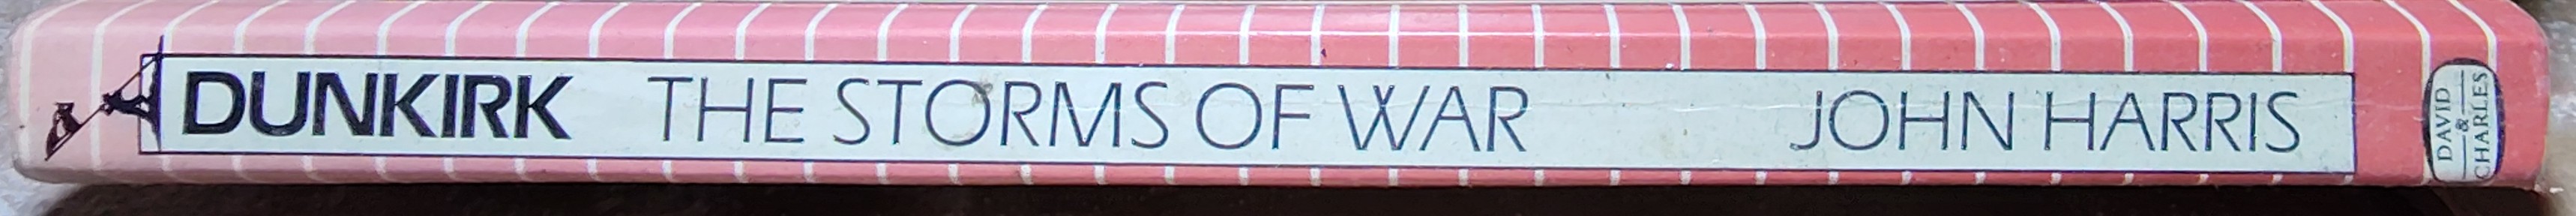 DUNKIRK THE STORMS OF WAR JOHN HARRIS
DAVID
&
CHARLES